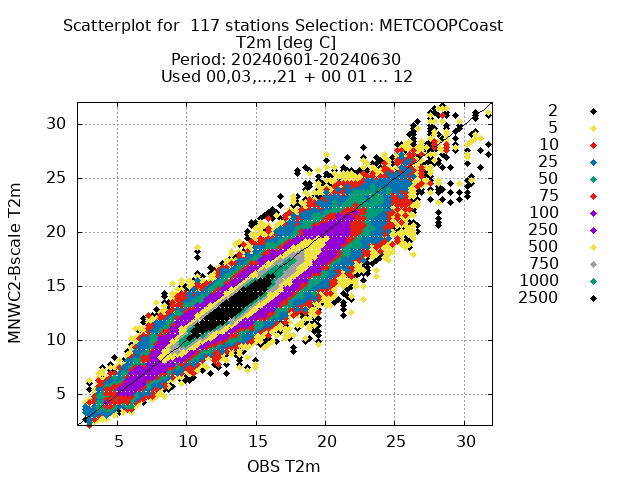 Scatterplot for  117 stations Selection: METCOOPCoast
T2m [deg C]
Period: 20240601-20240630
Used 00,03,...,21 + 00 01 ... 12
2
5
10
25
50
75
100
250
500
750
1000
2500
30
25
20
15
10
5
MNWC2-Bscale T2m
5 10 15 20 25 30
OBS T2m